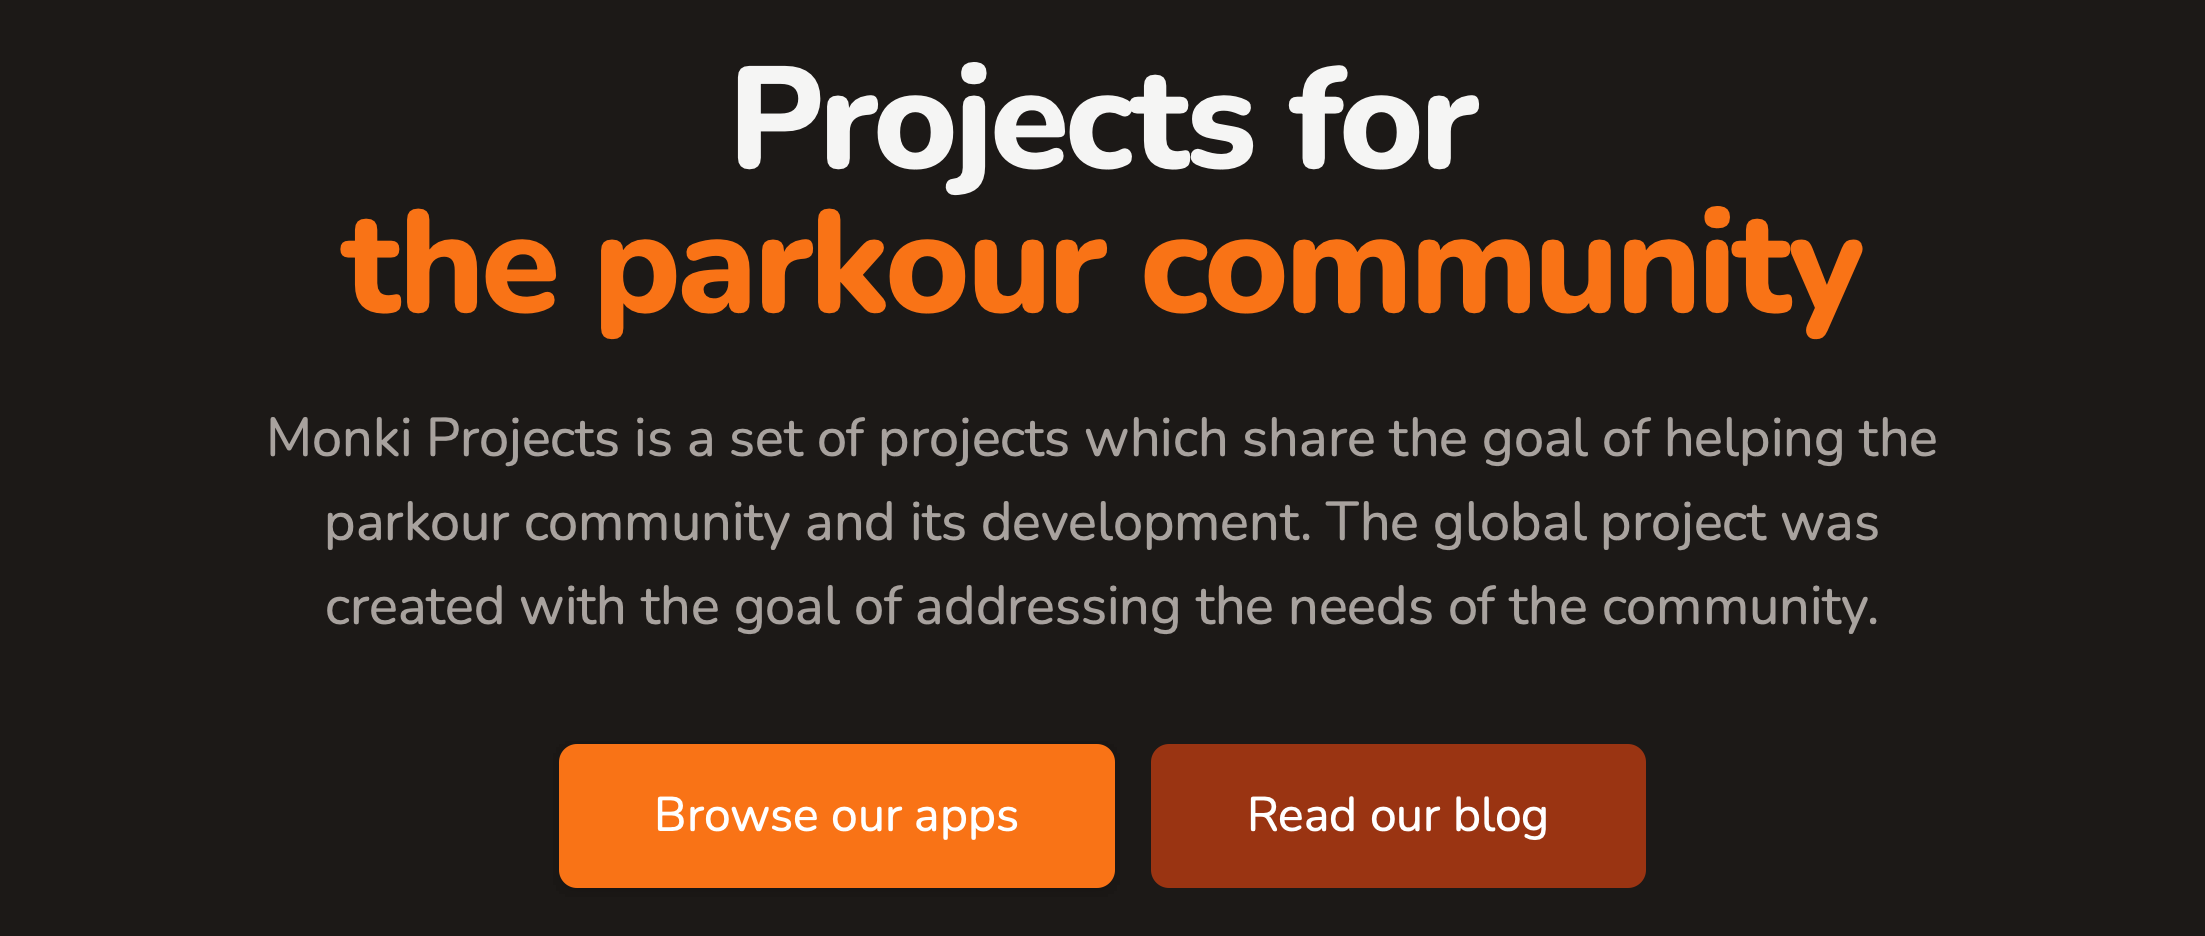 Projects for
the parkour community
Monki Projects is a set of projects which share the goal of helping the
parkour community and its development. The global project was
created with the goal of addressing the needs of the community.
Browse our apps
Read our blog